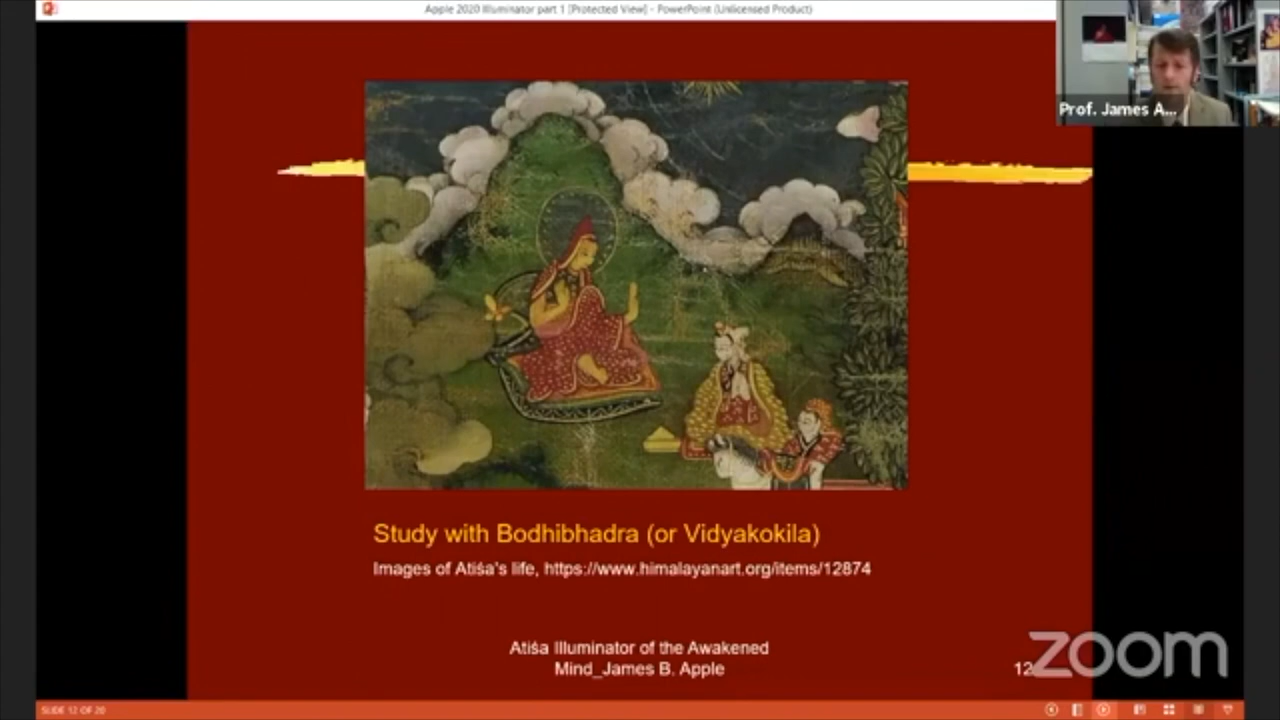 Apple 2020 Illuminator part 1 [Protected View] - PowerPoint (Unlicensed Product)
Prof. James A...
Study with Bodhibhadra (or Vidyakokila)
Images of Atiśa's life, https://www.himalayanart.org/items/12874
Atiśa Illuminator of the Awakened
Mind_James B. Apple
12
zoom
SLIDE 12 OF 20